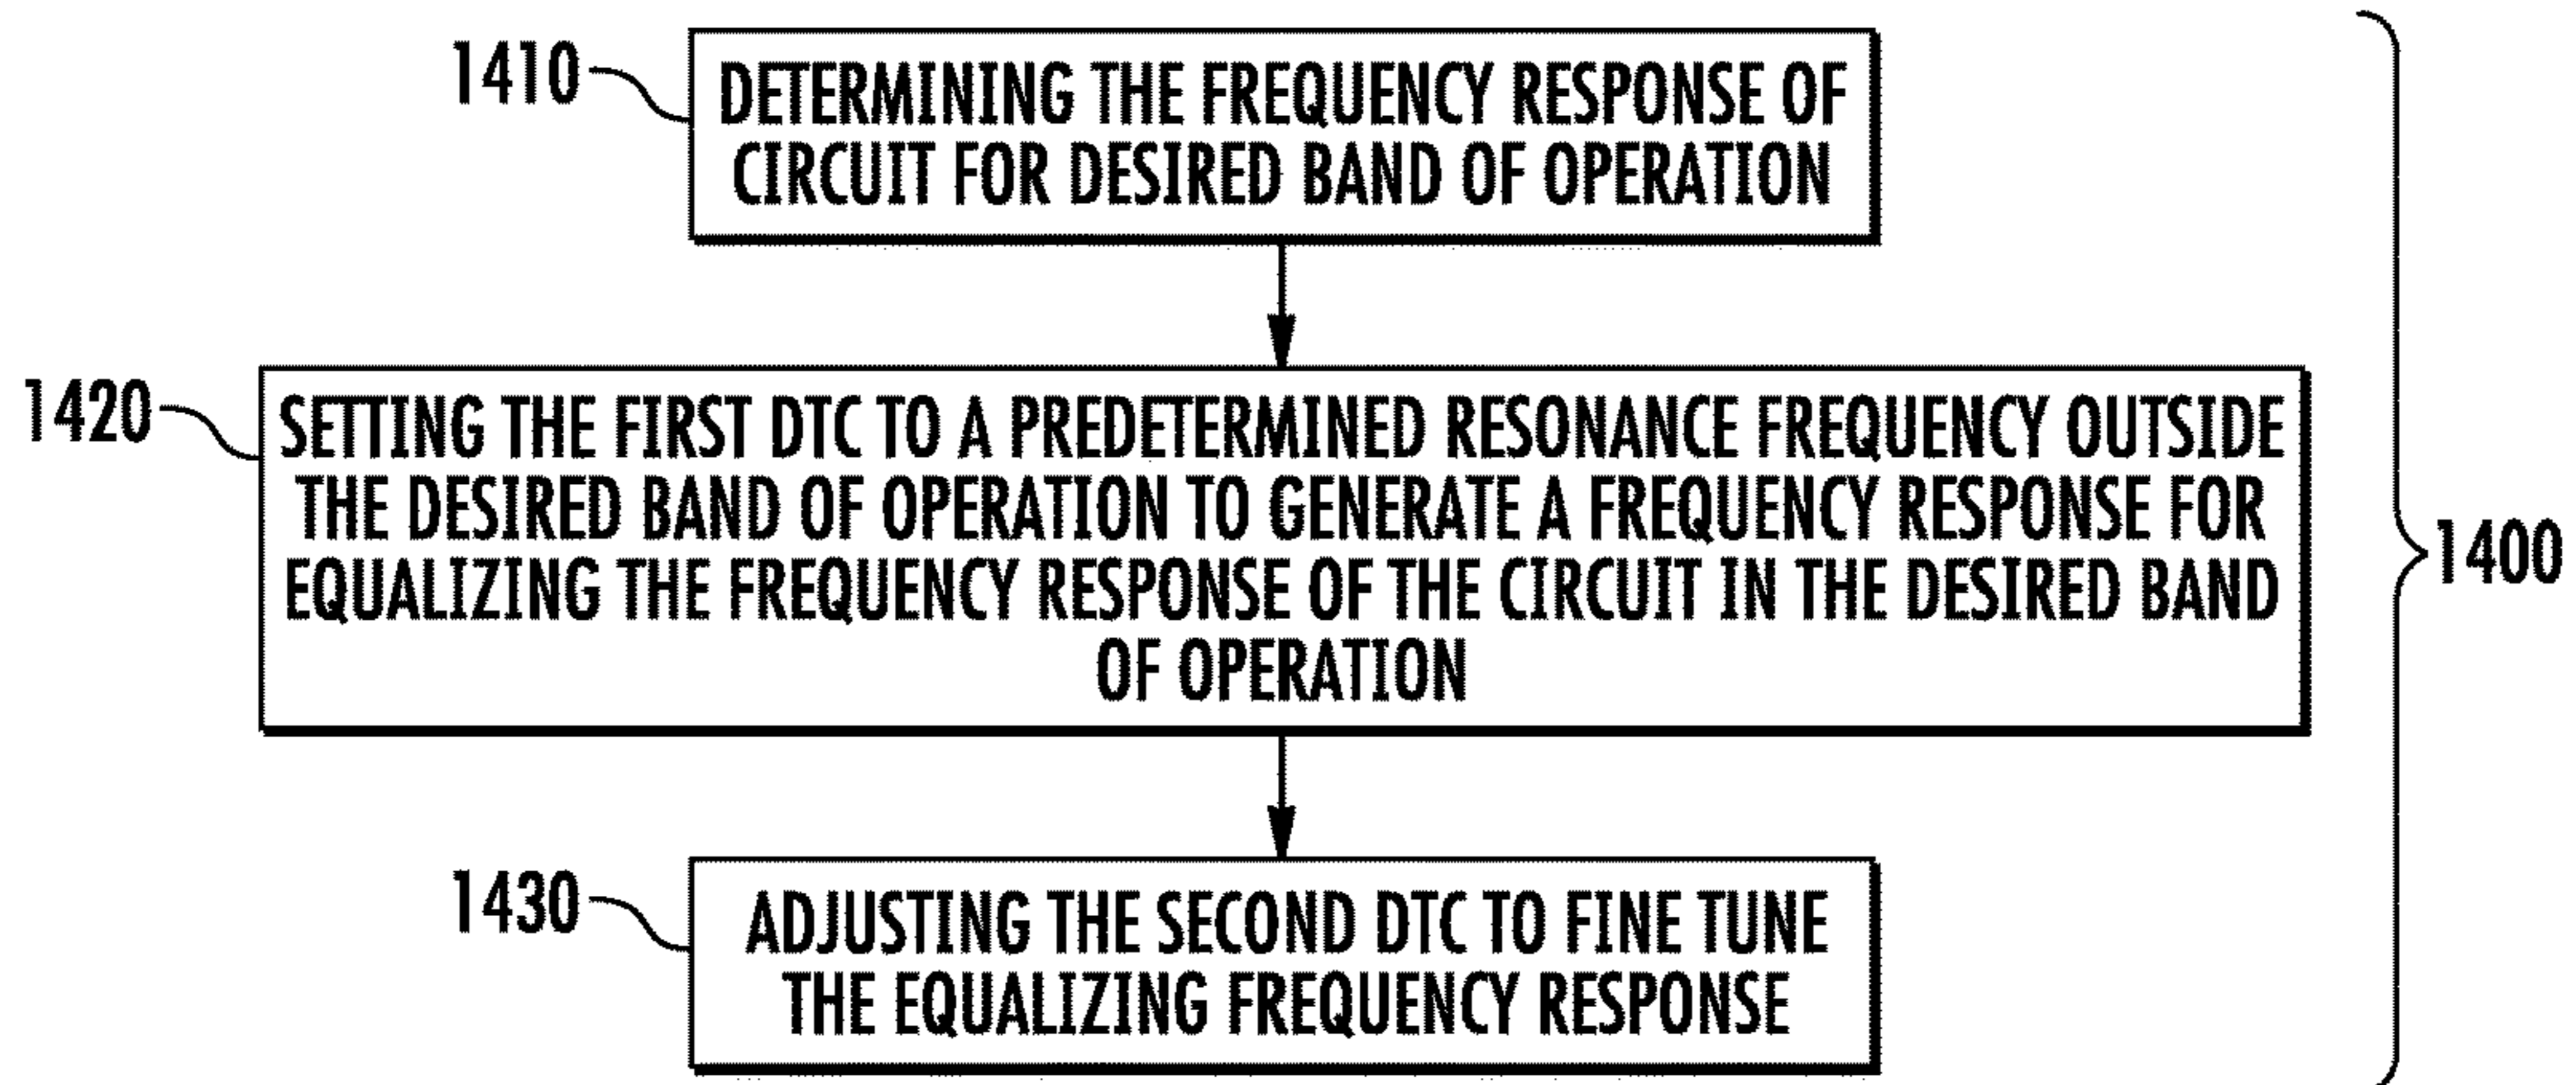 1410
DETERMINING THE FREQUENCY RESPONSE OF
CIRCUIT FOR DESIRED BAND OF OPERATION
1420
SETTING THE FIRST DTC TO A PREDETERMINED RESONANCE FREQUENCY OUTSIDE
THE DESIRED BAND OF OPERATION TO GENERATE A FREQUENCY RESPONSE FOR
EQUALIZING THE FREQUENCY RESPONSE OF THE CIRCUIT IN THE DESIRED BAND
OF OPERATION
1400
1430
ADJUSTING THE SECOND DTC TO FINE TUNE
THE EQUALIZING FREQUENCY RESPONSE